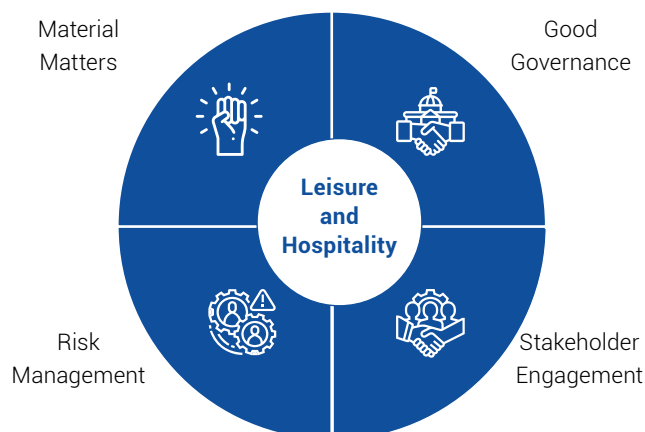 Material
Matters
Good
Governance
Leisure
and
Hospitality
Risk
Management
Stakeholder
Engagement